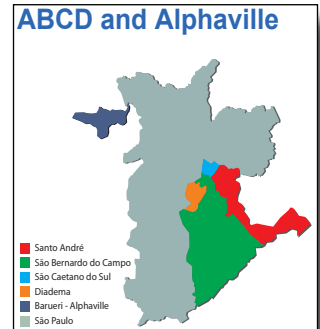 ABCD and Alphaville
Santo André
São Bernardo do Campo
São Caetano do Sul
Diadema
Barueri - Alphaville
São Paulo